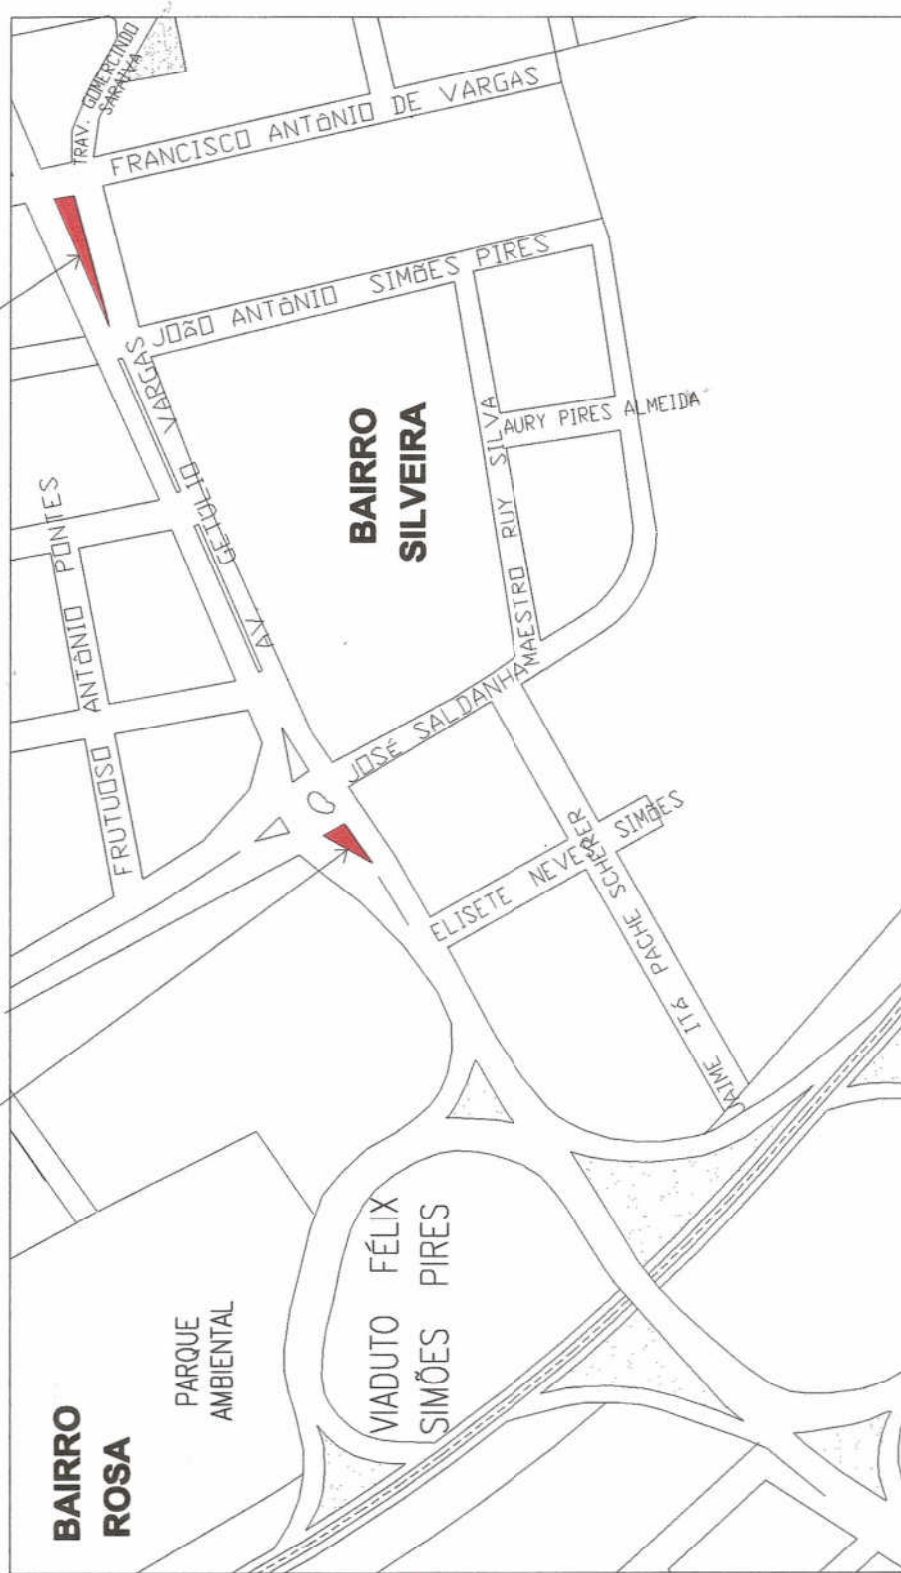 BAIRRO
ROSA
PARQUE
AMBIENTAL
VIADUTO FÉLIX
SIMÕES PIRES
FRUTUOSO ANTÔNIO PONTES
AV. GETÚLIO VARGAS
TRAV. GOMERCINDO
SARAIVA
FRANCISCO ANTÔNIO DE VARGAS
JOÃO ANTÔNIO SIMÕES PIRES
BAIRRO
SILVEIRA
JOSÉ SALDANHA
MAESTRO RUY SILVA
AURY PIRES ALMEIDA
ELISETE NEVES SIMÕES
JAIME ITÁ PACHE SCHERER